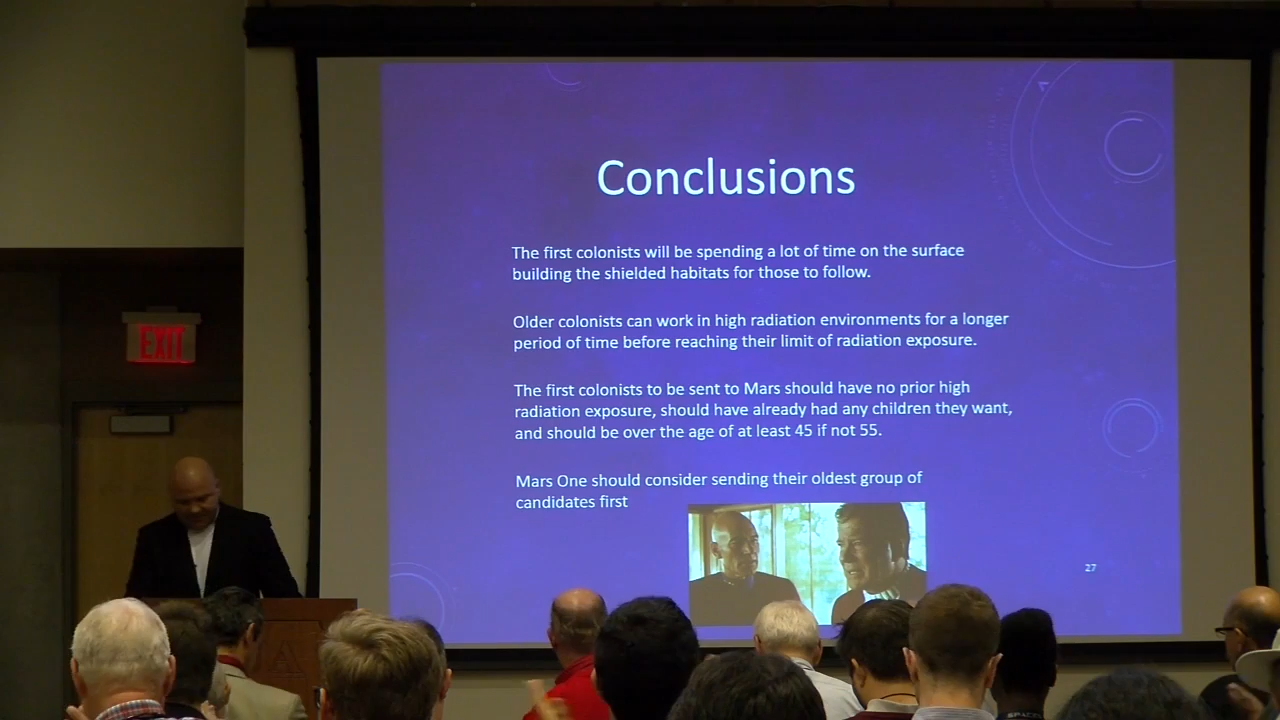 Conclusions
The first colonists will be spending a lot of time on the surface
building the shielded habitats for those to follow.
Older colonists can work in high radiation environments for a longer
period of time before reaching their limit of radiation exposure.
The first colonists to be sent to Mars should have no prior high
radiation exposure, should have already had any children they want,
and should be over the age of at least 45 if not 55.
Mars One should consider sending their oldest group of
candidates first
27
EXIT